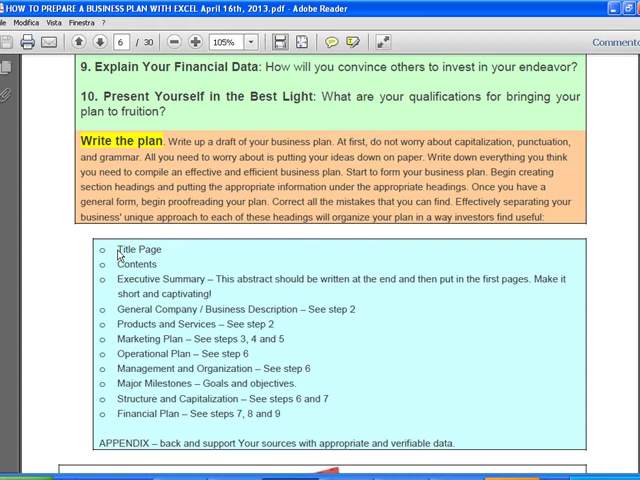 HOW TO PREPARE A BUSINESS PLAN WITH EXCEL April 16th, 2013.pdf - Adobe Reader
File Modifica Vista Finestra ?
6 / 30 105% Commento
9. Explain Your Financial Data: How will you convince others to invest in your endeavor?
10. Present Yourself in the Best Light: What are your qualifications for bringing your
plan to fruition?
Write the plan. Write up a draft of your business plan. At first, do not worry about capitalization, punctuation,
and grammar. All you need to worry about is putting your ideas down on paper. Write down everything you think
you need to compile an effective and efficient business plan. Start to form your business plan. Begin creating
section headings and putting the appropriate information under the appropriate headings. Once you have a
general form, begin proofreading your plan. Correct all the mistakes that you can find. Effectively separating your
business' unique approach to each of these headings will organize your plan in a way investors find useful:
o Title Page
o Contents
o Executive Summary – This abstract should be written at the end and then put in the first pages. Make it
short and captivating!
o General Company / Business Description – See step 2
o Products and Services – See step 2
o Marketing Plan – See steps 3, 4 and 5
o Operational Plan – See step 6
o Management and Organization – See step 6
o Major Milestones – Goals and objectives.
o Structure and Capitalization – See steps 6 and 7
o Financial Plan – See steps 7, 8 and 9
APPENDIX – back and support Your sources with appropriate and verifiable data.